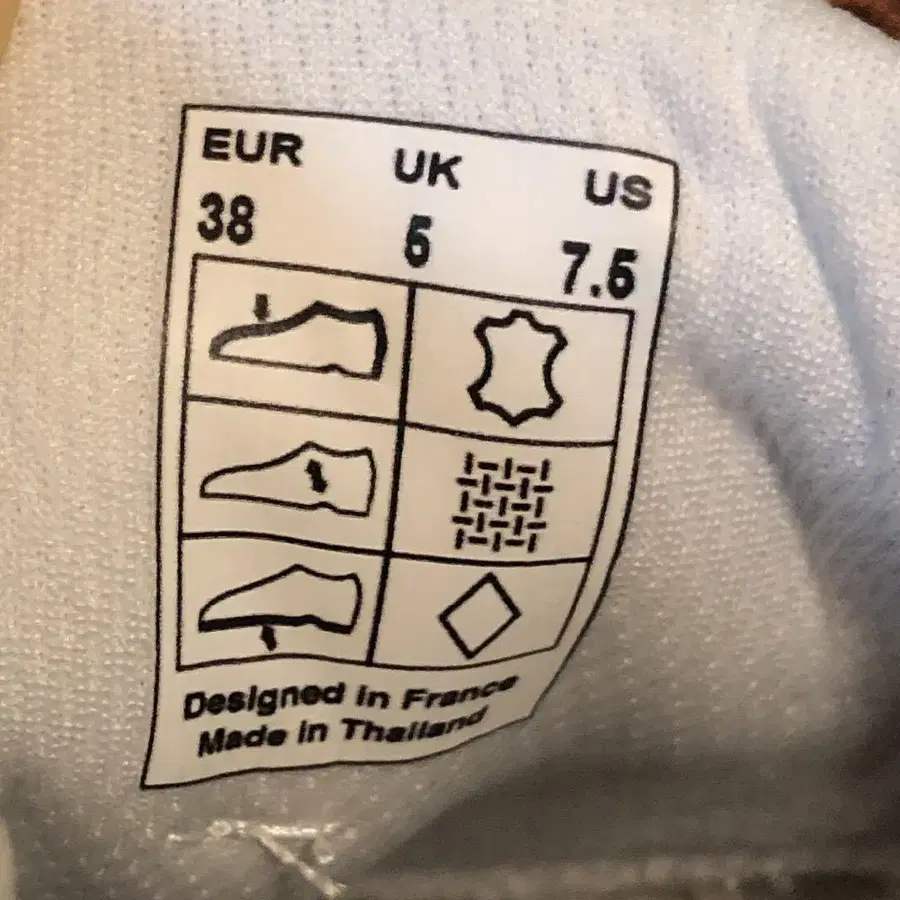 EUR UK US
38 5 7.5
Designed in France
Made in Thailand